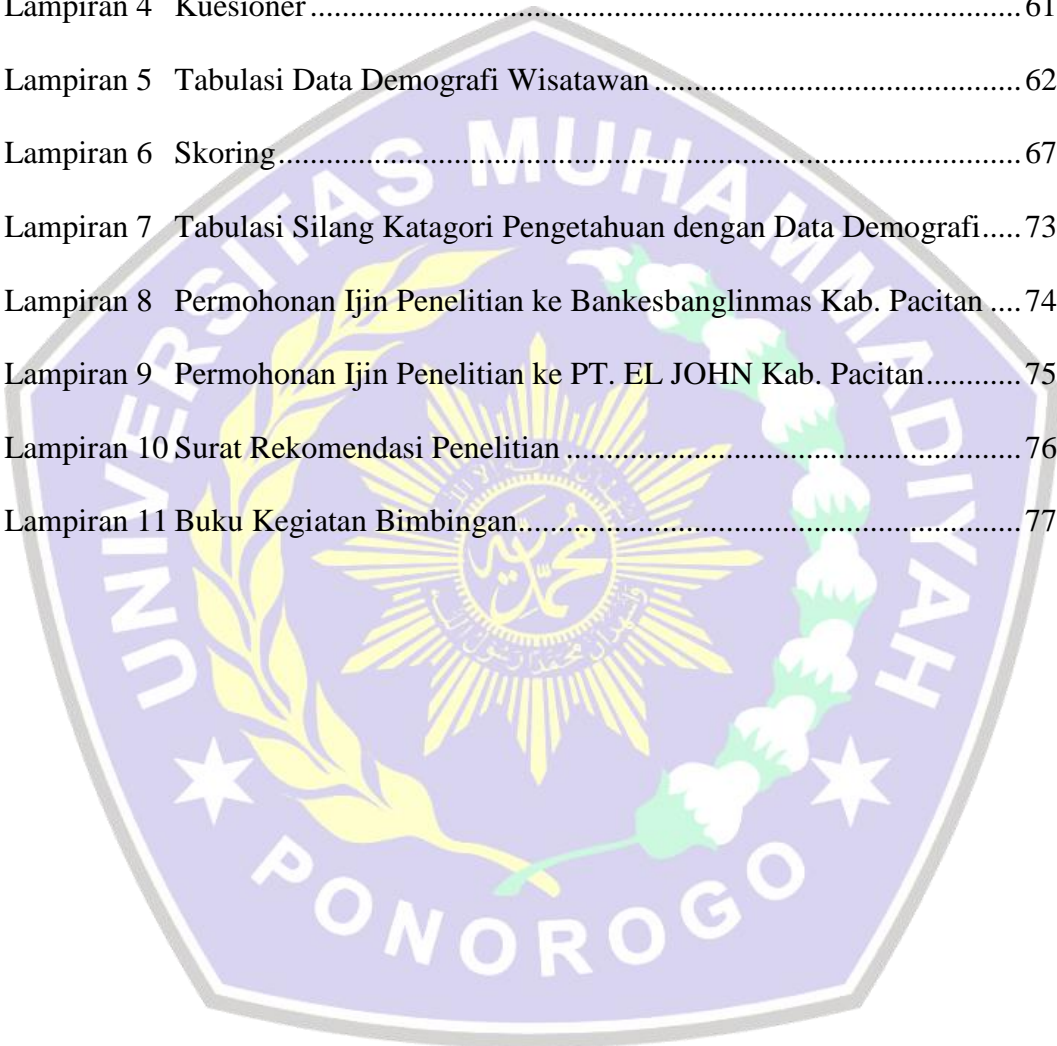 Lampiran 4 Kuesioner 61
Lampiran 5 Tabulasi Data Demografi Wisatawan 62
Lampiran 6 Skoring 67
Lampiran 7 Tabulasi Silang Katagori Pengetahuan dengan Data Demografi 73
Lampiran 8 Permohonan Ijin Penelitian ke Bankesbanglinmas Kab. Pacitan 74
Lampiran 9 Permohonan Ijin Penelitian ke PT. EL JOHN Kab. Pacitan 75
Lampiran 10 Surat Rekomendasi Penelitian 76
Lampiran 11 Buku Kegiatan Bimbingan 77
UNIVERSITAS MUHAMMADIYAH
PONOROGO
محمدية